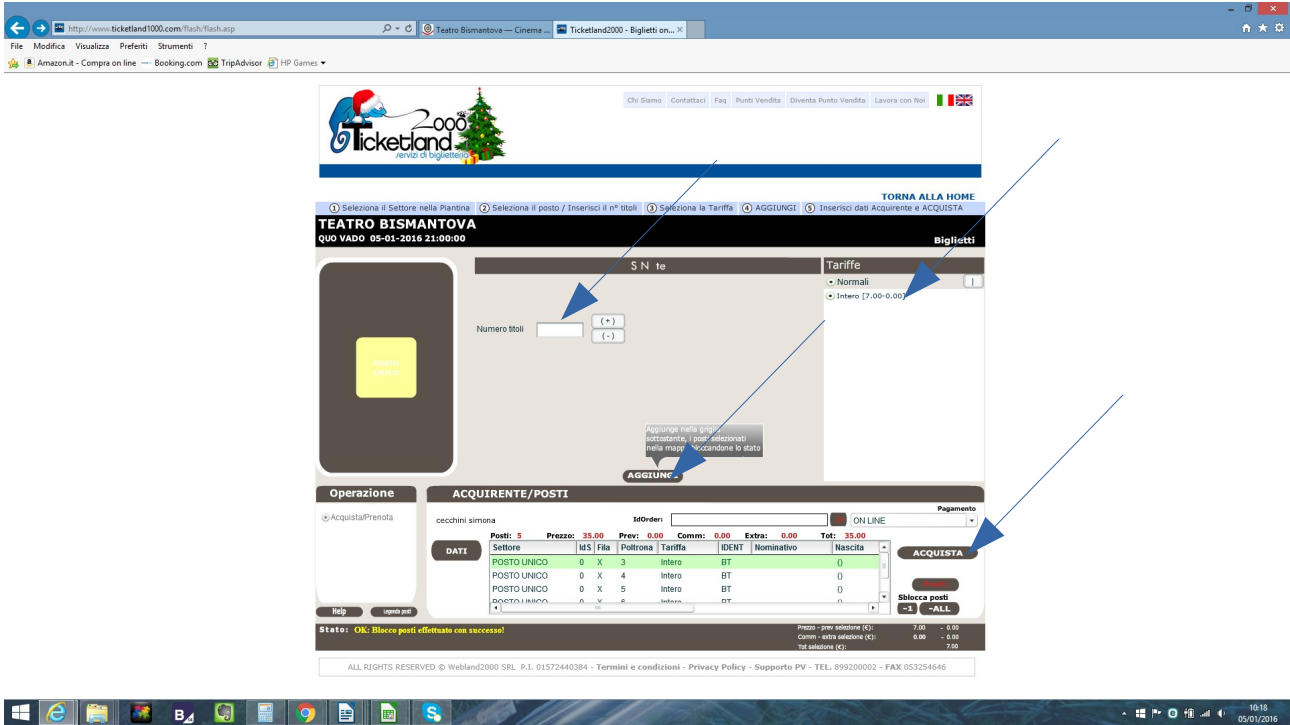 http://www.ticketland1000.com/flash/flash.asp
Teatro Bismantova — Cinema ...
Ticketland2000 - Biglietti on...
File Modifica Visualizza Preferiti Strumenti ?
Amazon.it - Compra on line
Booking.com
TripAdvisor
HP Games
Chi Siamo Contattaci Faq Punti Vendita Diventa Punto Vendita Lavora con Noi
2000
Ticketland
servizi di biglietteria
TORNA ALLA HOME
1 Seleziona il Settore nella Piantina 2 Seleziona il posto / Inserisci il n° titoli 3 Seleziona la Tariffa 4 AGGIUNGI 5 Inserisci dati Acquirente e ACQUISTA
TEATRO BISMANTOVA
QUO VADO 05-01-2016 21:00:00
Biglietti
S N te
Tariffe
Normali
Intero [7.00-0.00]
Numero titoli
(+)
(-)
Aggiunge nella griglia
sottostante, i posti selezionati
nella mappa bloccandone lo stato
AGGIUNGI
Operazione
ACQUIRENTE/POSTI
Acquista/Prenota
cecchini simona
IdOrder:
Pagamento
ON LINE
Posti: 5 Prezzo: 35.00 Prev: 0.00 Comm: 0.00 Extra: 0.00 Tot: 35.00
DATI
Settore IdS Fila Poltrona Tariffa IDENT Nominativo Nascita
POSTO UNICO 0 X 3 Intero BT ()
POSTO UNICO 0 X 4 Intero BT ()
POSTO UNICO 0 X 5 Intero BT ()
POSTO UNICO 0 X 6 Intero BT
ACQUISTA
Sblocca posti
-1 -ALL
Help
Legenda posti
Stato: OK: Blocco posti effettuato con successo!
Prezzo - prev selezione (€): 7.00 - 0.00
Comm - extra selezione (€): 0.00 - 0.00
Tot selezione (€): 7.00
ALL RIGHTS RESERVED © Webland2000 SRL P.I. 01572440384 - Termini e condizioni - Privacy Policy - Supporto PV - TEL. 899200002 - FAX 053254646
10:18
05/01/2016